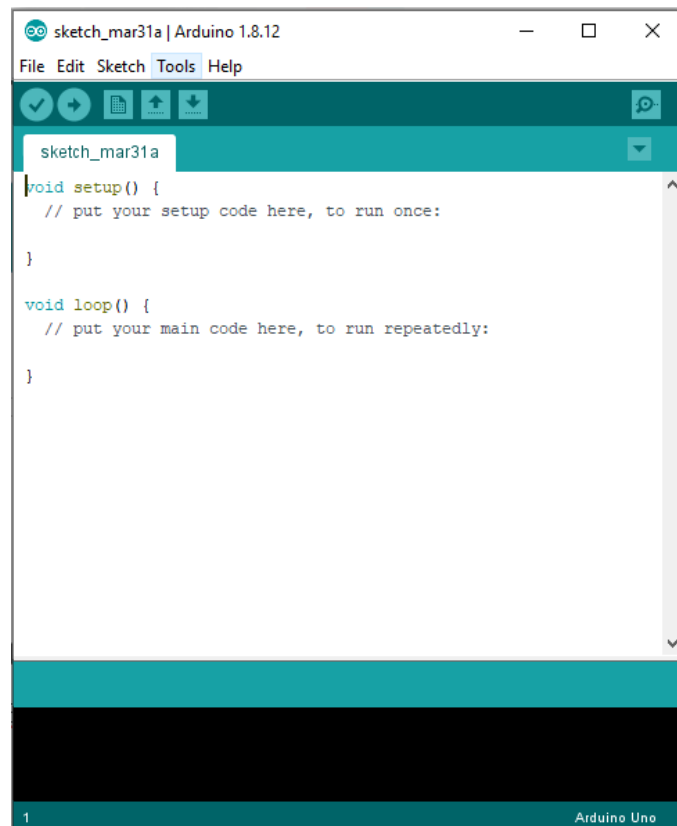 sketch_mar31a | Arduino 1.8.12
File Edit Sketch Tools Help
sketch_mar31a
void setup() {
  // put your setup code here, to run once:
}
void loop() {
  // put your main code here, to run repeatedly:
}
1 Arduino Uno